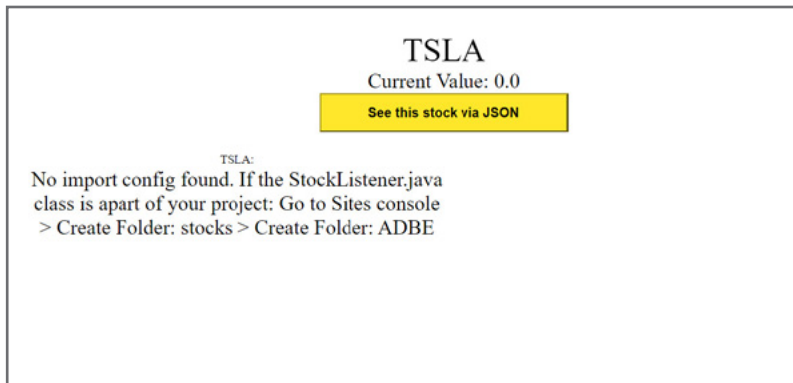 TSLA
Current Value: 0.0
See this stock via JSON
TSLA:
No import config found. If the StockListener.java
class is apart of your project: Go to Sites console
> Create Folder: stocks > Create Folder: ADBE